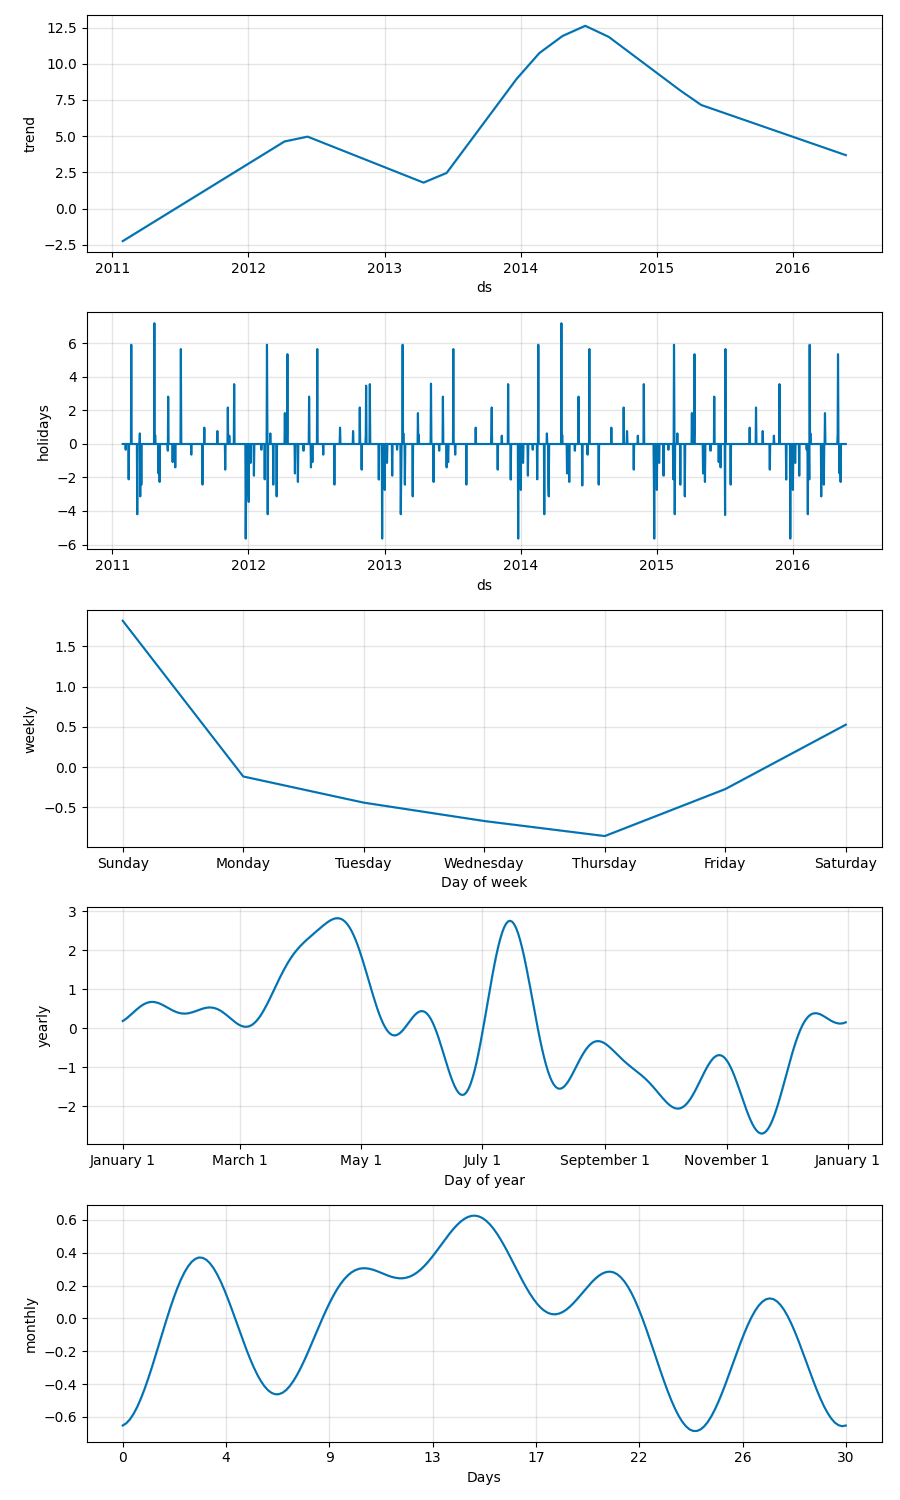 12.5
10.0
7.5
5.0
2.5
0.0
−2.5
trend
2011 2012 2013 2014 2015 2016
ds
6
4
2
0
−2
−4
−6
holidays
2011 2012 2013 2014 2015 2016
ds
1.5
1.0
0.5
0.0
−0.5
weekly
Sunday Monday Tuesday Wednesday Thursday Friday Saturday
Day of week
3
2
1
0
−1
−2
yearly
January 1 March 1 May 1 July 1 September 1 November 1 January 1
Day of year
0.6
0.4
0.2
0.0
−0.2
−0.4
−0.6
monthly
0 4 9 13 17 22 26 30
Days